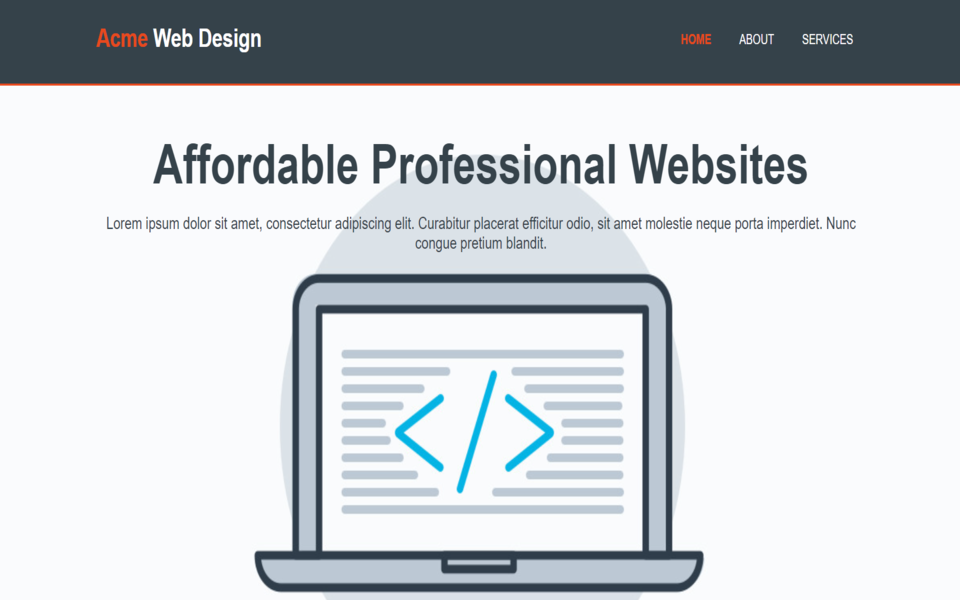 Acme Web Design
HOME ABOUT SERVICES
Affordable Professional Websites
Lorem ipsum dolor sit amet, consectetur adipiscing elit. Curabitur placerat efficitur odio, sit amet molestie neque porta imperdiet. Nunc
congue pretium blandit.